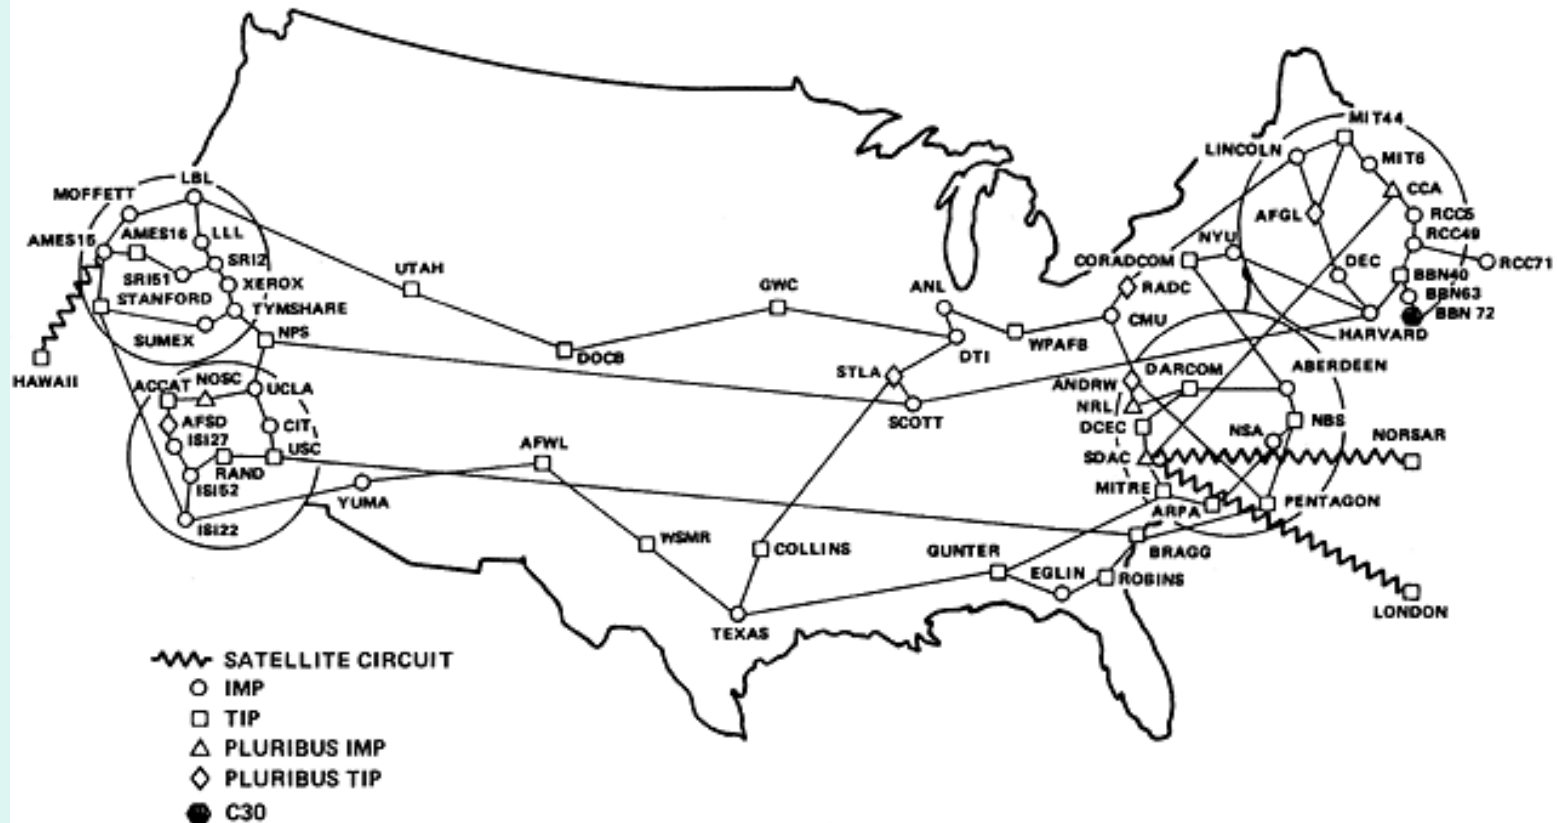 MIT44
LINCOLN
MIT6
LBL
MOFFETT
CCA
AFGL
RCC5
AMES15
AMES16
LLL
NYU
RCC49
SRI2
CORADCOM
DEC
RCC71
SRI51
XEROX
UTAH
GWC
ANL
RADC
BBN40
STANFORD
TYMSHARE
BBN63
BBN 72
SUMEX
NPS
CMU
HARVARD
DOCB
DTI
WPAFB
HAWAII
STLA
ACCAT
NOSC
UCLA
ANDRW
DARCOM
ABERDEEN
NRL
AFSD
CIT
SCOTT
DCEC
NBS
ISI27
AFWL
NSA
NORSAR
RAND
USC
SDAC
ISI52
YUMA
MITRE
ARPA
PENTAGON
ISI22
WSMR
COLLINS
GUNTER
BRAGG
EGLIN
ROBINS
LONDON
TEXAS
SATELLITE CIRCUIT
IMP
TIP
PLURIBUS IMP
PLURIBUS TIP
C30